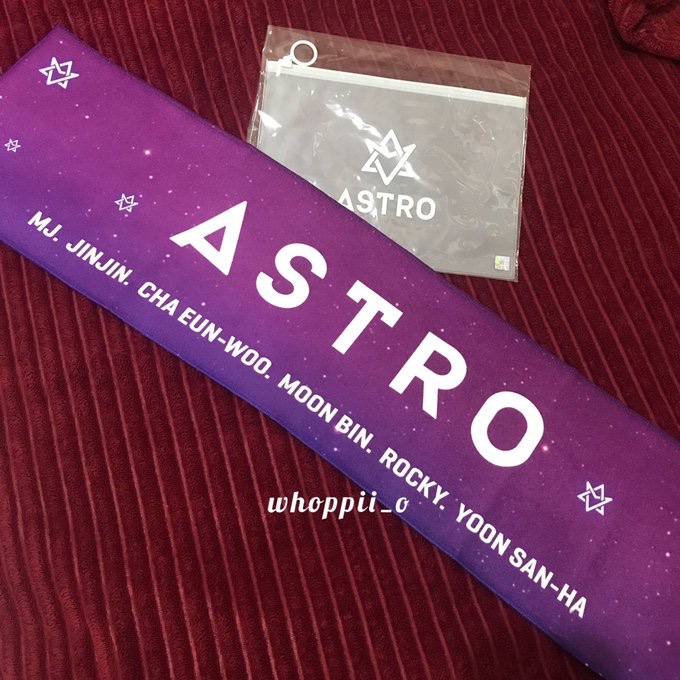 ASTRO
ASTRO
MJ. JINJIN. CHA EUN-WOO. MOON BIN. ROCKY. YOON SAN-HA
whoppii_o